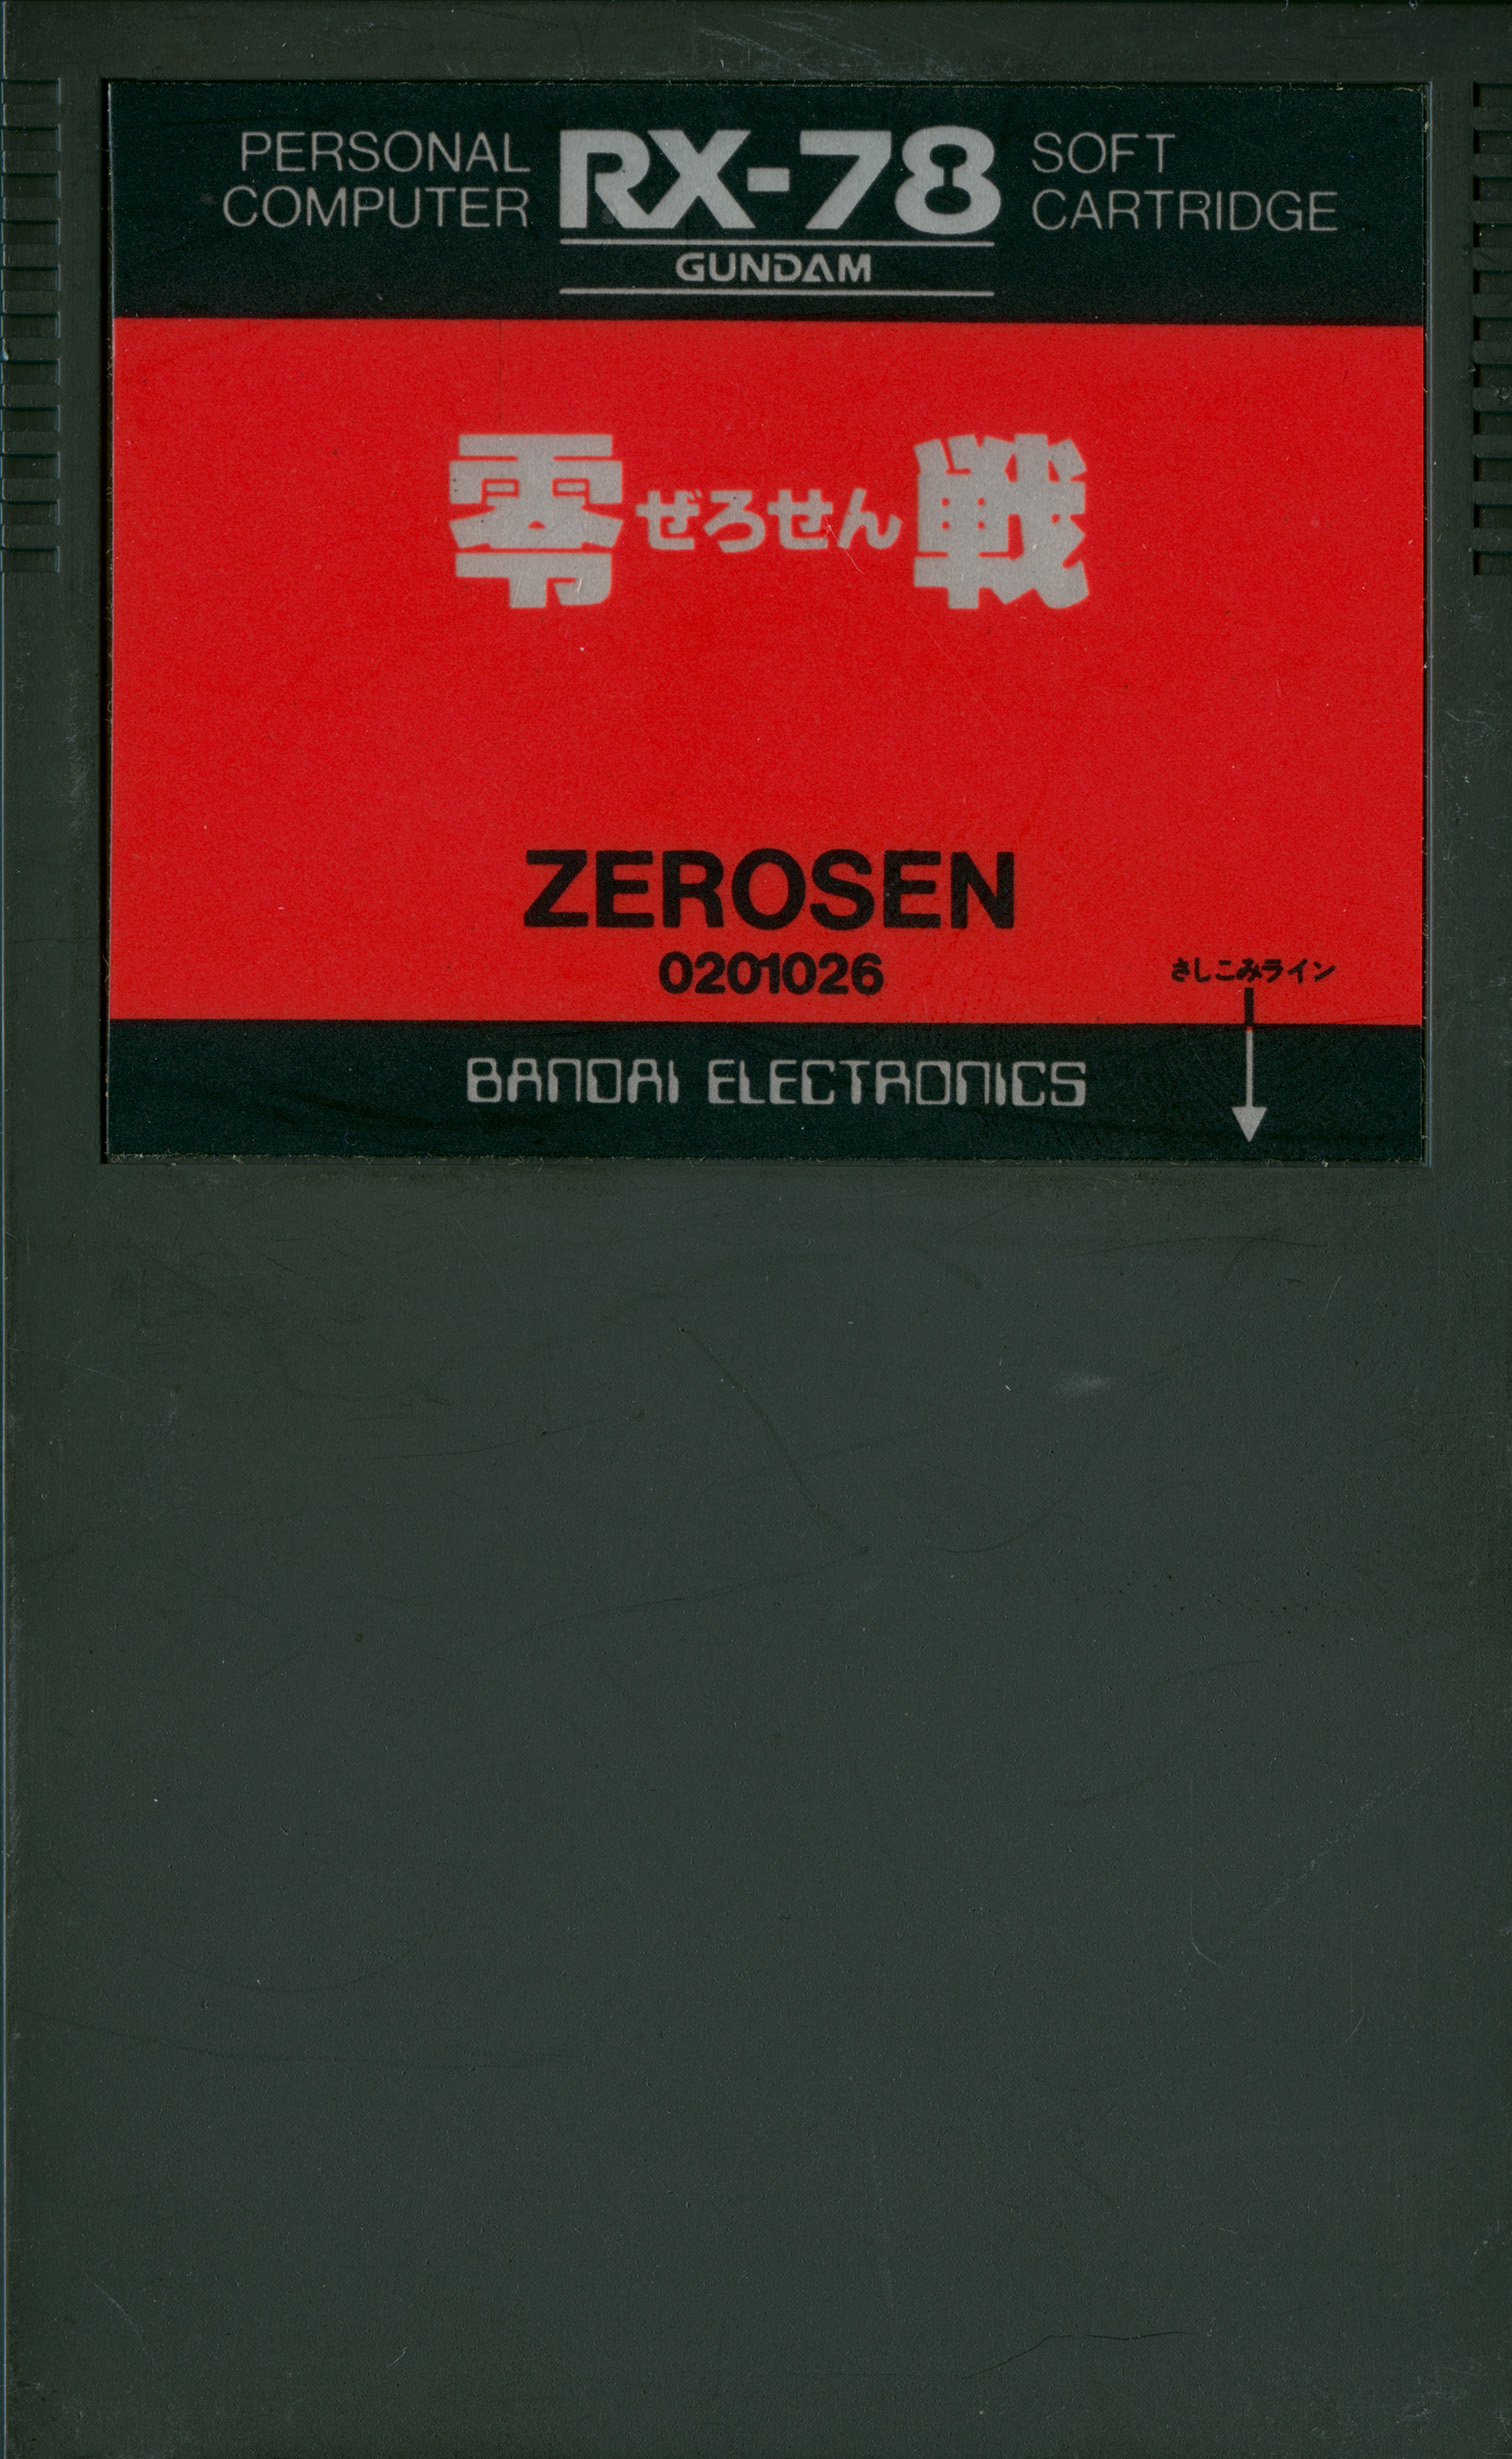 PERSONAL COMPUTER RX-78 SOFT CARTRIDGE
GUNDAM
零ぜろせん戦
ZEROSEN
0201026
さしこみライン
BANDAI ELECTRONICS